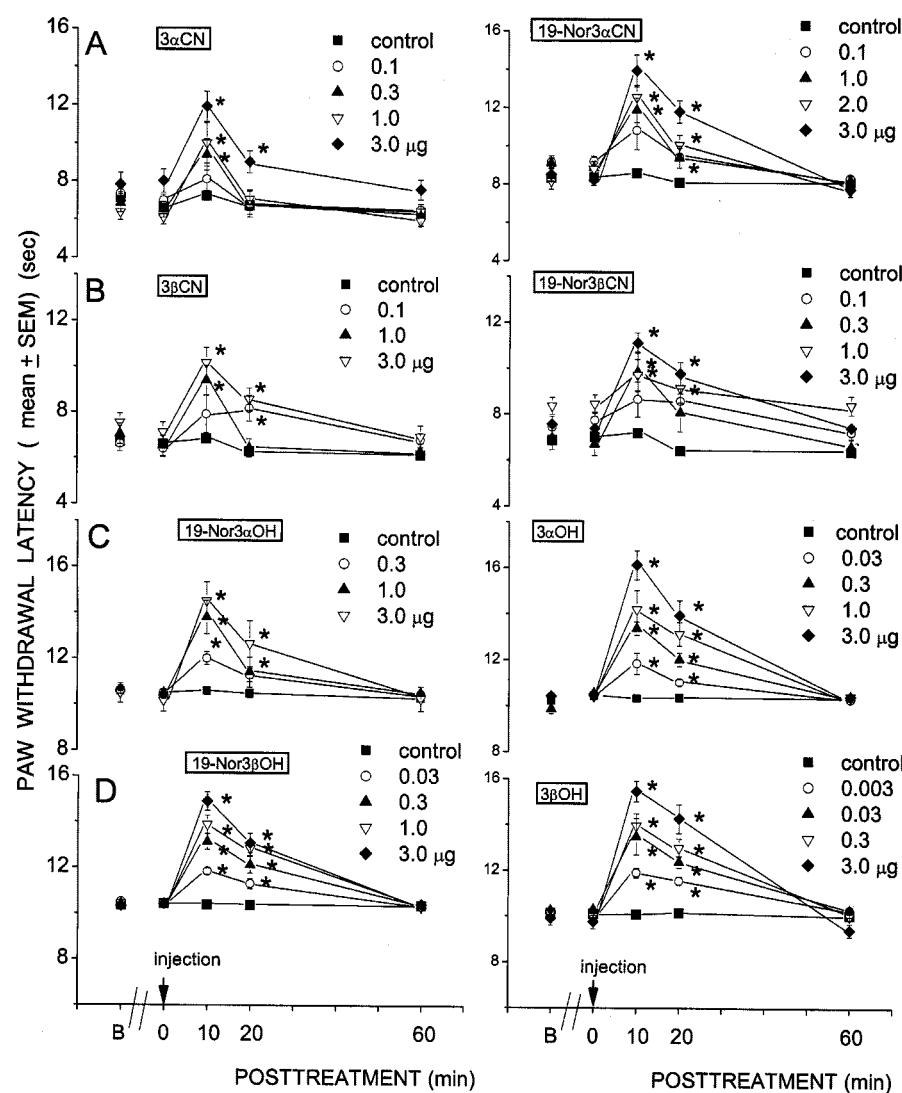 PAW WITHDRAWAL LATENCY ( mean ± SEM) (sec)
A
3αCN
control
0.1
0.3
1.0
3.0 µg
16
12
8
4
19-Nor3αCN
control
0.1
1.0
2.0
3.0 µg
16
12
8
4
B
3βCN
control
0.1
1.0
3.0 µg
12
8
4
19-Nor3βCN
control
0.1
0.3
1.0
3.0 µg
12
8
4
C
19-Nor3αOH
control
0.3
1.0
3.0 µg
16
12
8
3αOH
control
0.03
0.3
1.0
3.0 µg
16
12
8
D
19-Nor3βOH
control
0.03
0.3
1.0
3.0 µg
16
12
8
injection
B 0 10 20 60
POSTTREATMENT (min)
3βOH
control
0.003
0.03
0.3
3.0 µg
16
12
8
injection
B 0 10 20 60
POSTTREATMENT (min)